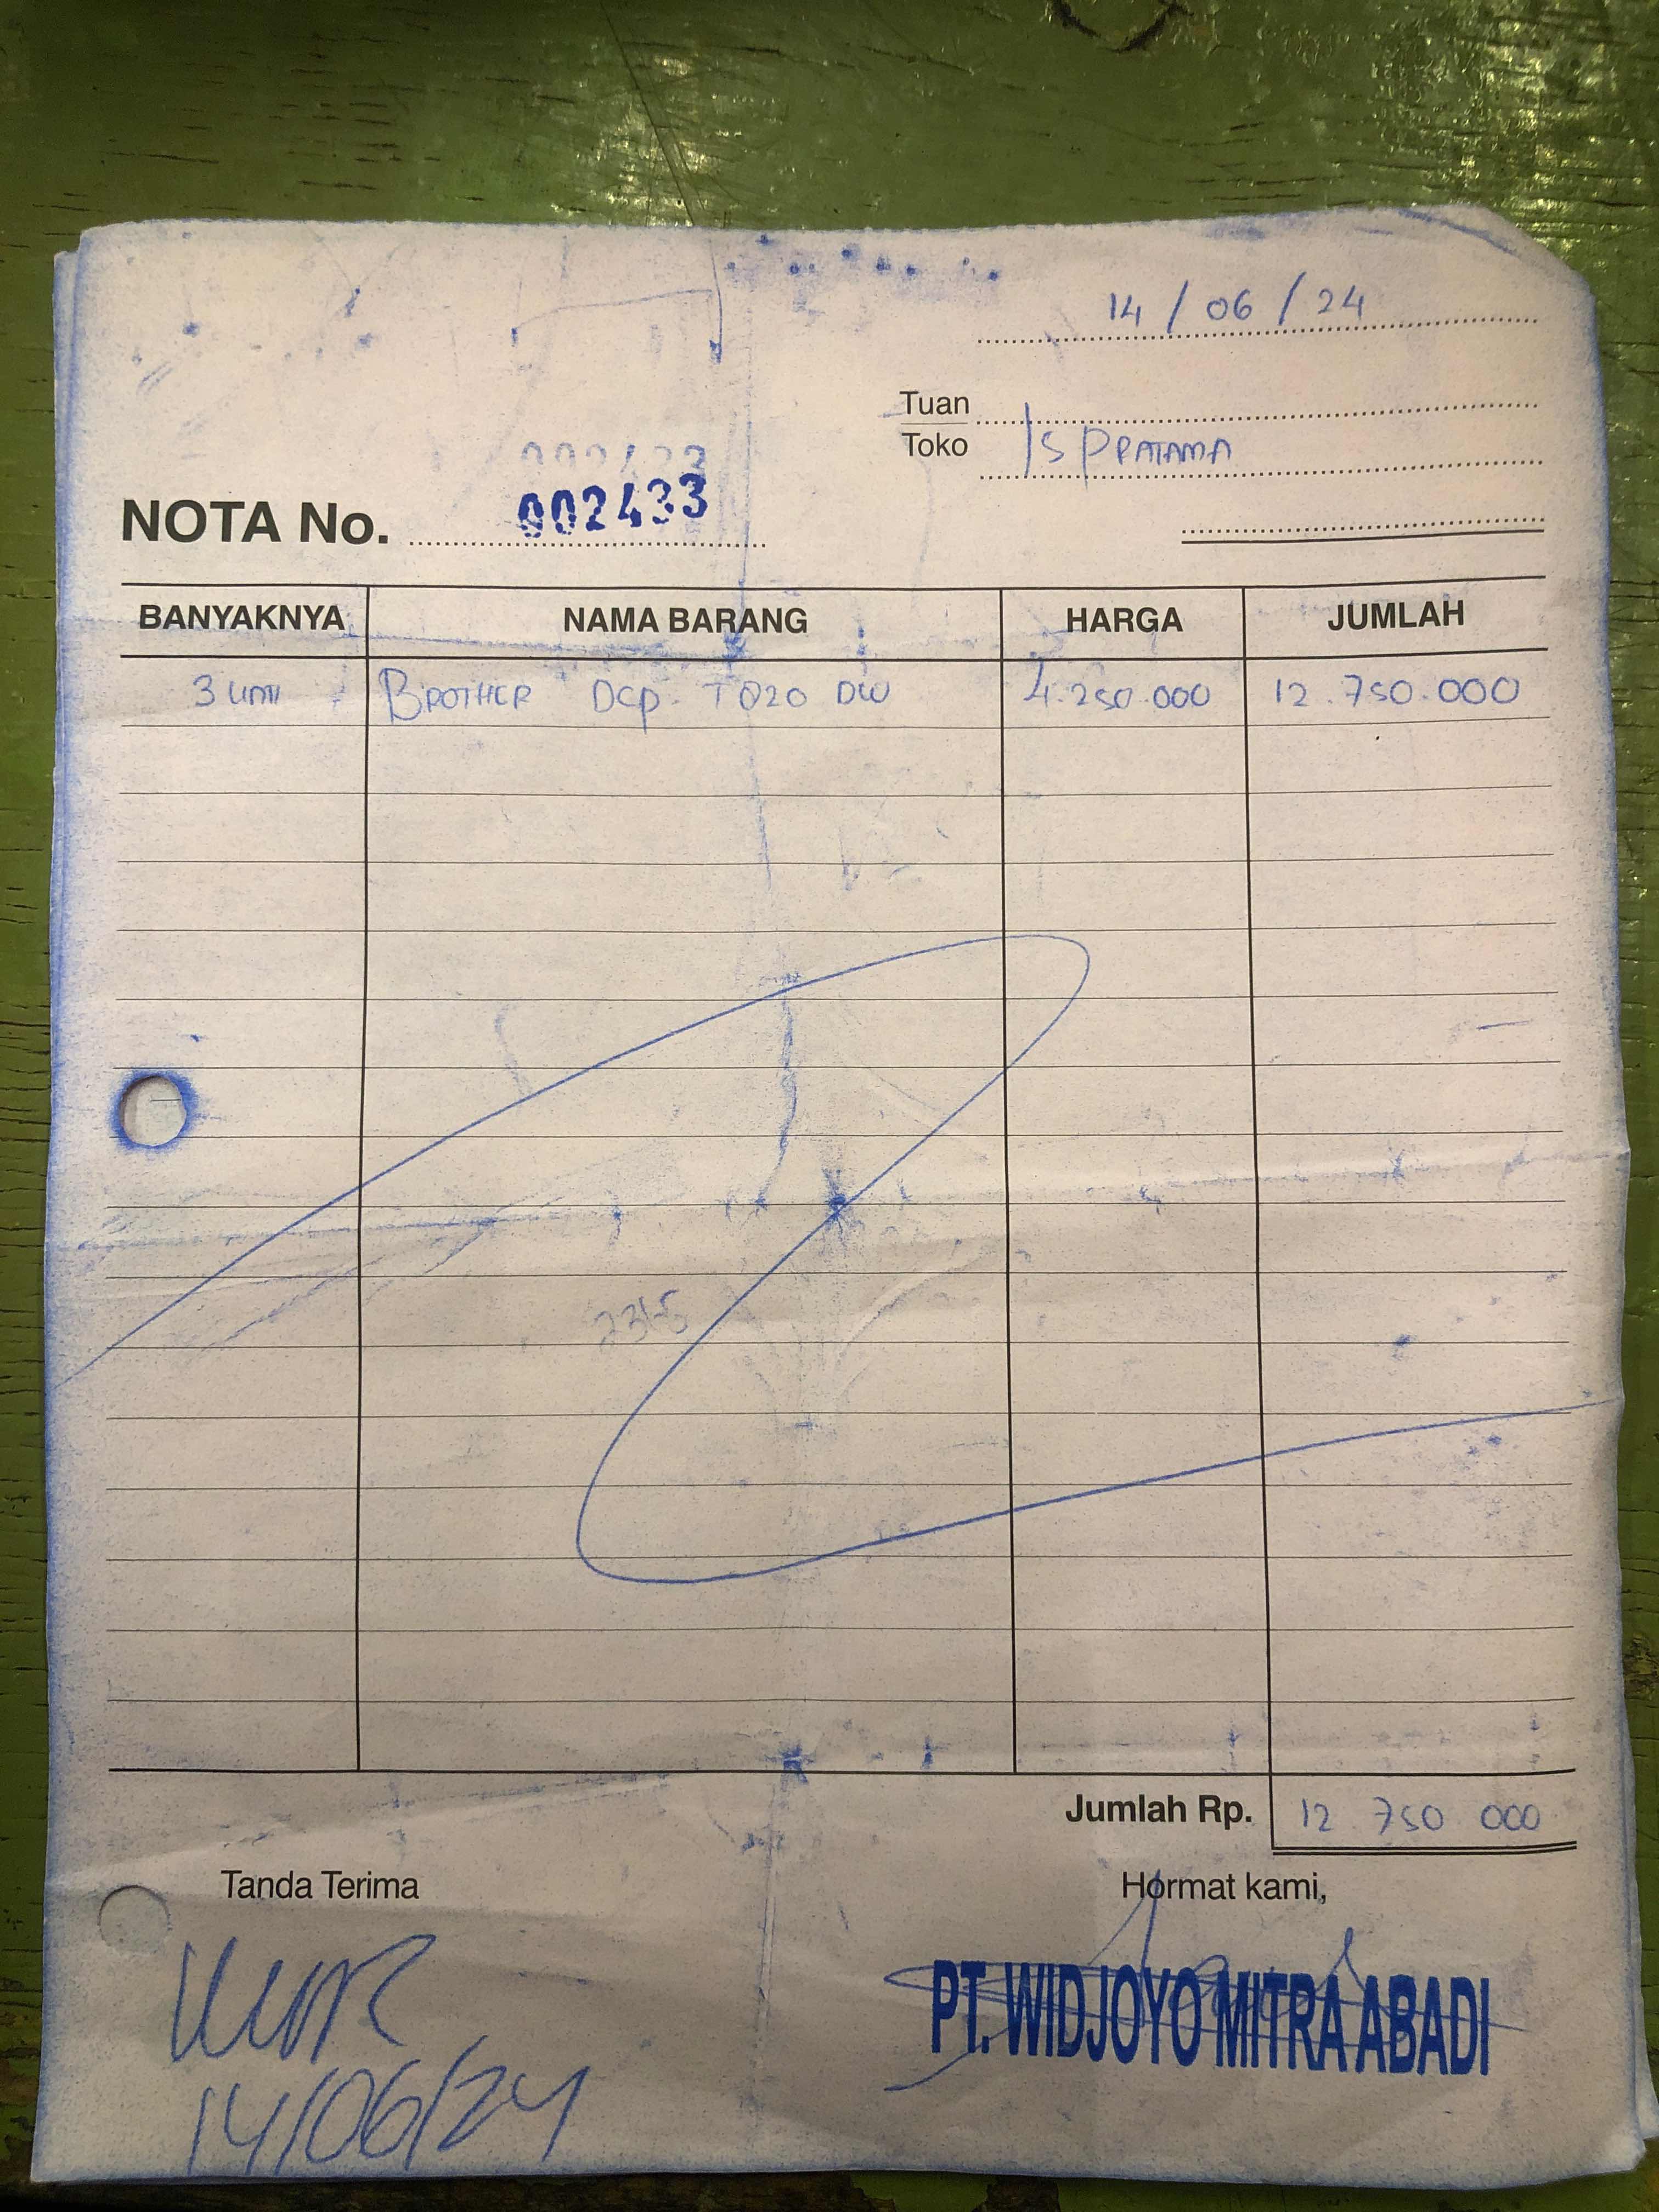 14 / 06 / 24
Tuan
Toko IS PRATAMA
002433
NOTA No. 002433
BANYAKNYA NAMA BARANG HARGA JUMLAH
3 unit BROTHER Dcp. T820 DW 4.250.000 12.750.000
Jumlah Rp. 12 750 000
Tanda Terima Hormat kami,
PT. WIDJOYO MITRA ABADI
14/06/24